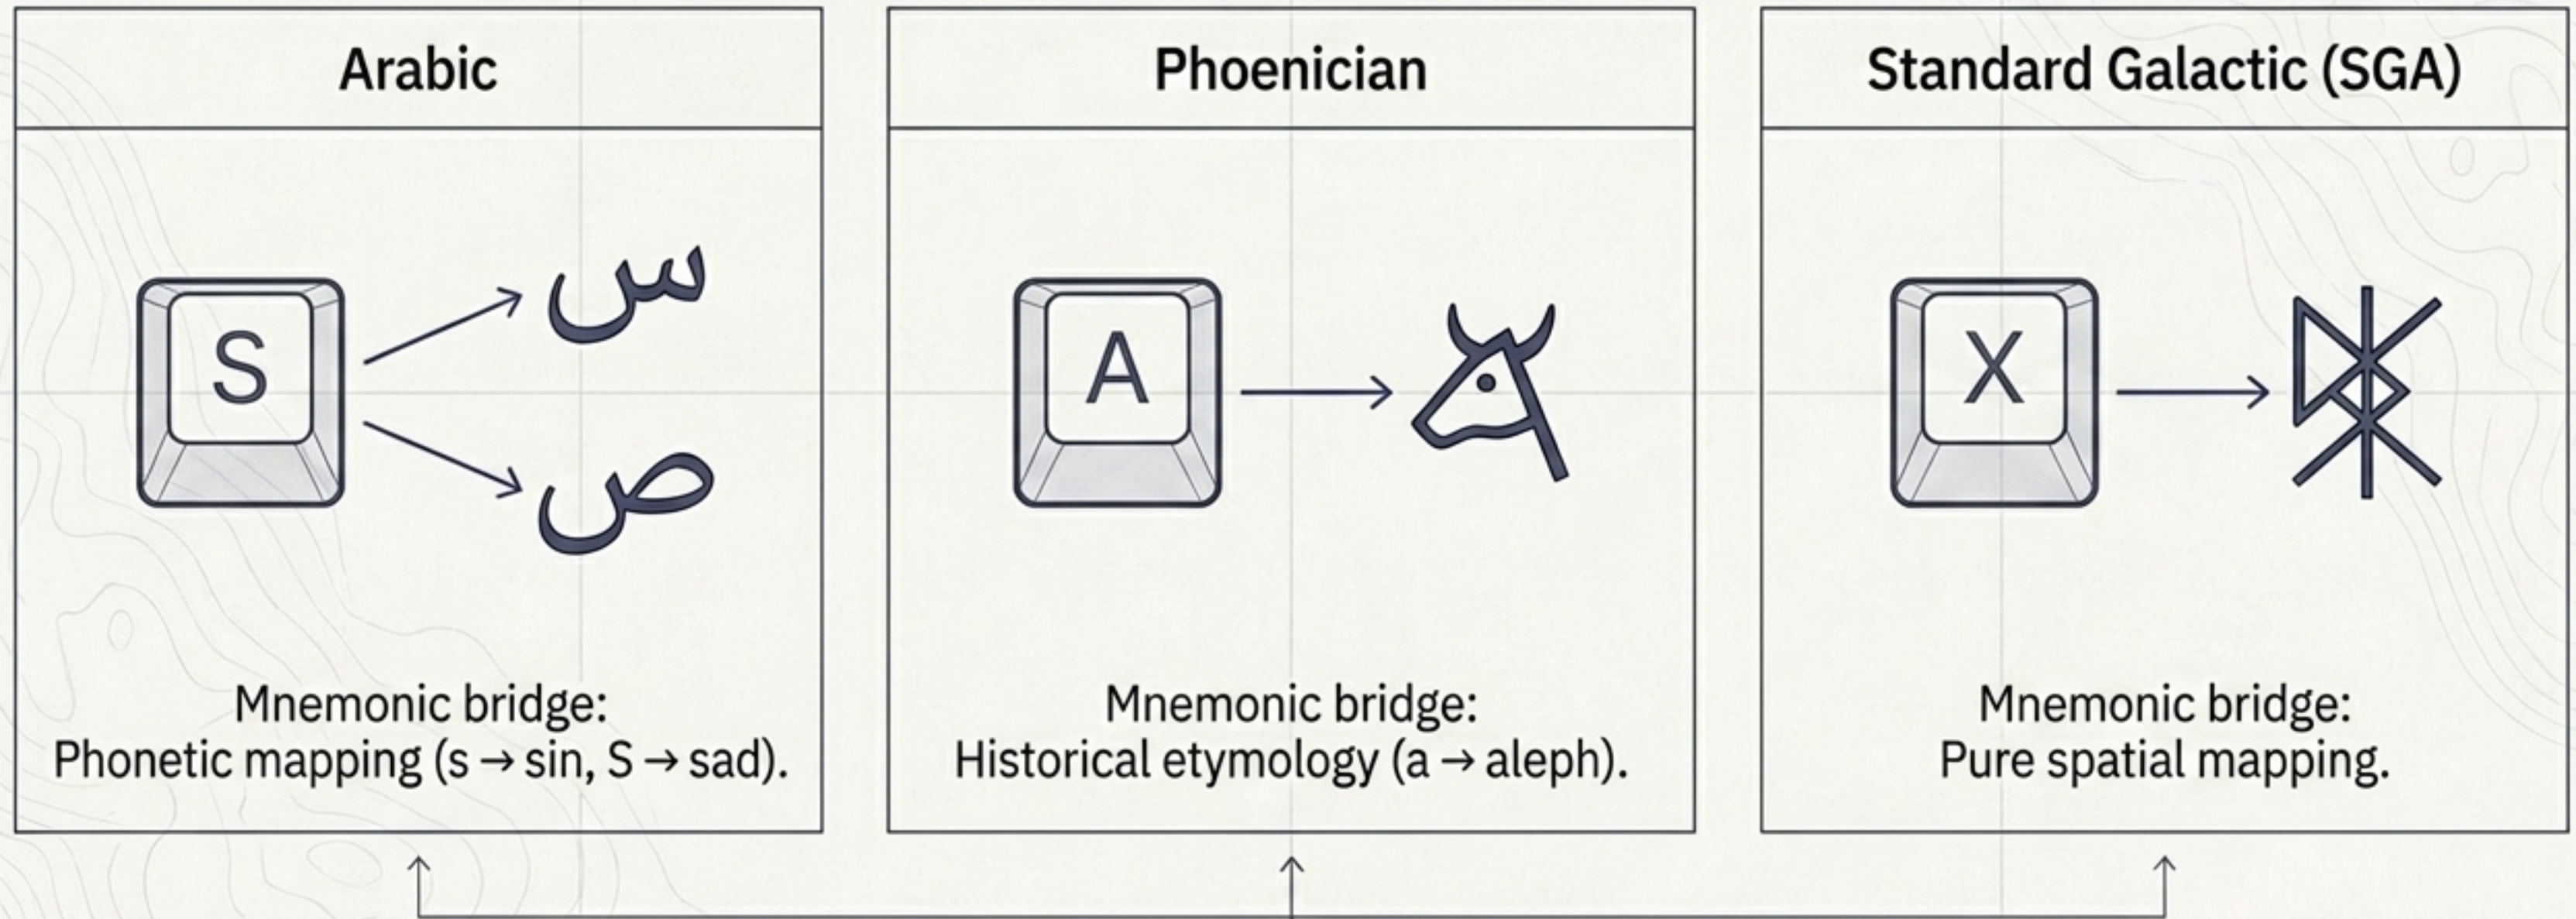 Arabic
S
س
ص
Mnemonic bridge:
Phonetic mapping (s → sin, S → sad).
Phoenician
A
Mnemonic bridge:
Historical etymology (a → aleph).
Standard Galactic (SGA)
X
Mnemonic bridge:
Pure spatial mapping.